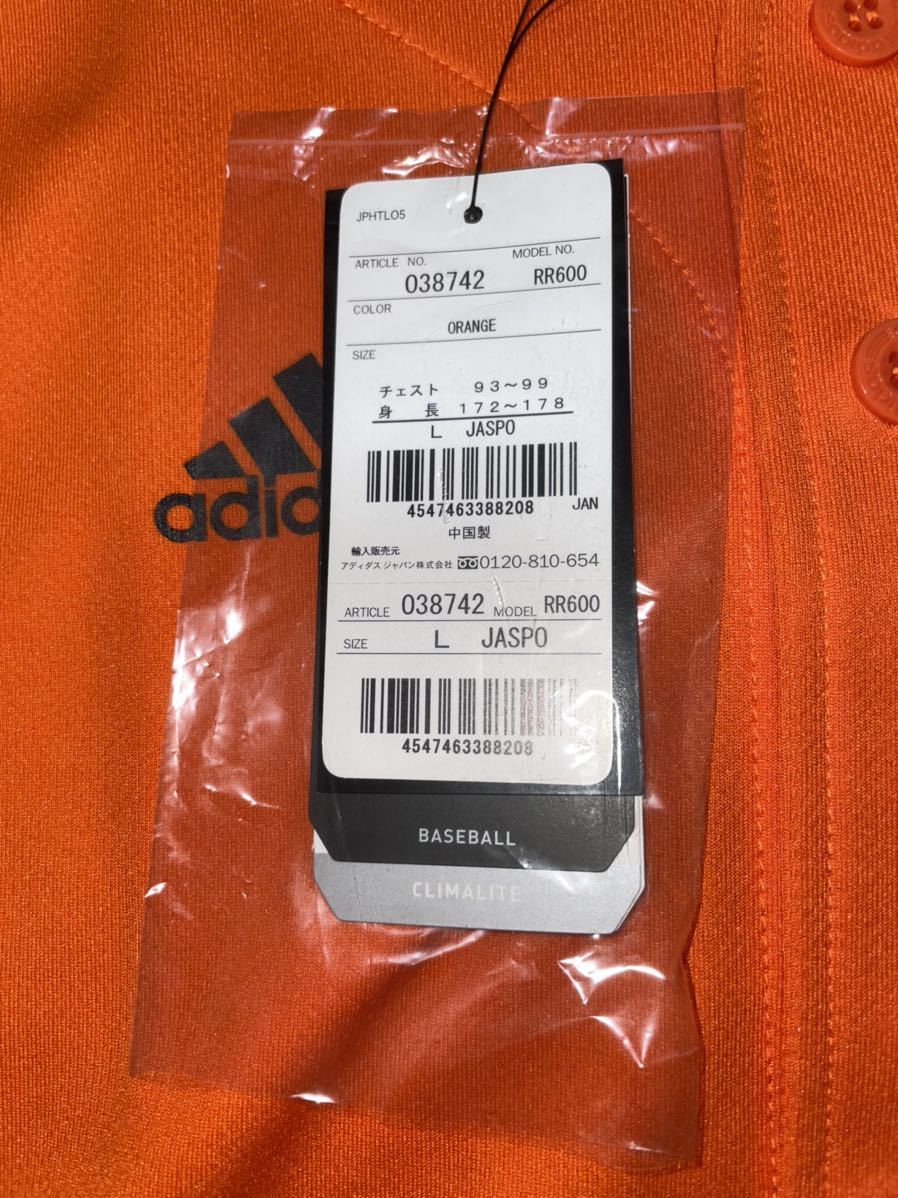 JPHTL05
ARTICLE NO. MODEL NO.
038742 RR600
COLOR
ORANGE
SIZE
チェスト 93～99
身 長 172～178
L JASPO
4547463388208 JAN
中国製
輸入販売元
アディダス ジャパン株式会社 0120-810-654
ARTICLE 038742 MODEL RR600
SIZE L JASPO
4547463388208
BASEBALL
CLIMALITE
adid